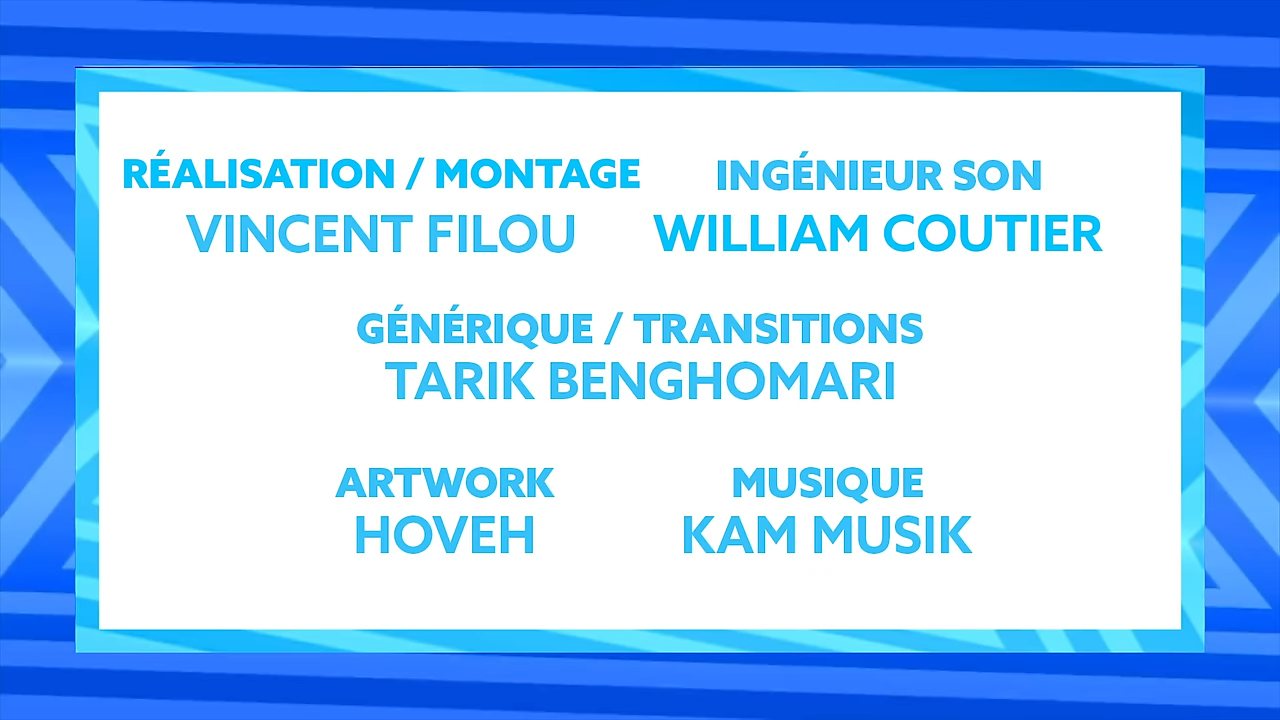 RÉALISATION / MONTAGE
VINCENT FILOU
INGÉNIEUR SON
WILLIAM COUTIER
GÉNÉRIQUE / TRANSITIONS
TARIK BENGHOMARI
ARTWORK
HOVEH
MUSIQUE
KAM MUSIK